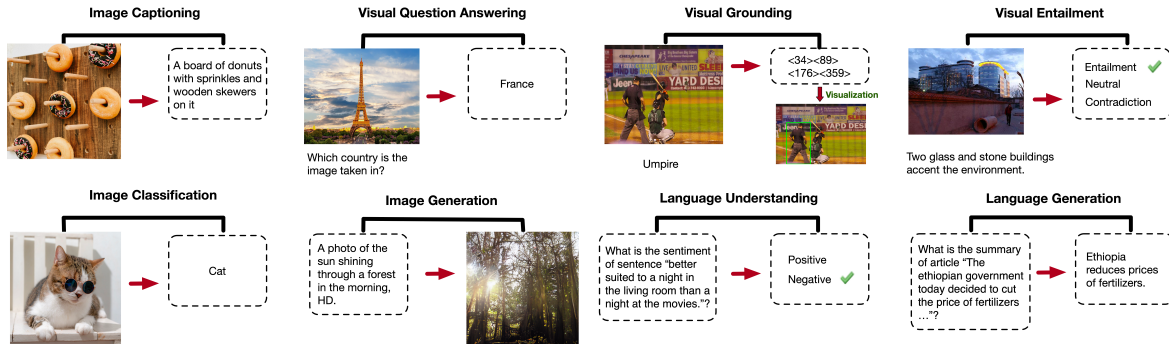 Image Captioning
A board of donuts
with sprinkles and
wooden skewers
on it
Visual Question Answering
France
Which country is the
image taken in?
Visual Grounding
<34><89>
<176><359>
Visualization
YARD DESI
Jeen
Umpire
Visual Entailment
Entailment
Neutral
Contradiction
Two glass and stone buildings
accent the environment.
Image Classification
Cat
Image Generation
A photo of the
sun shining
through a forest
in the morning,
HD.
Language Understanding
What is the sentiment
of sentence “better
suited to a night in
the living room than a
night at the movies.”?
Positive
Negative
Language Generation
What is the summary
of article “The
ethiopian government
today decided to cut
the price of fertilizers
…”?
Ethiopia
reduces prices
of fertilizers.